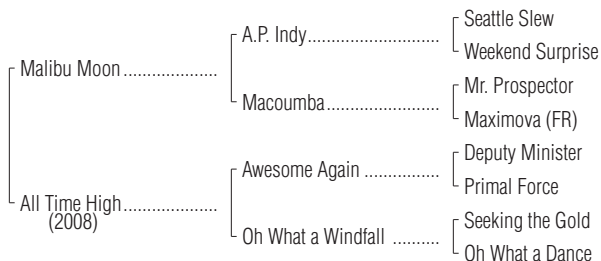 Seattle Slew
A.P. Indy
Weekend Surprise
Malibu Moon
Mr. Prospector
Macoumba
Maximova (FR)
Deputy Minister
Awesome Again
Primal Force
All Time High
(2008)
Seeking the Gold
Oh What a Windfall
Oh What a Dance